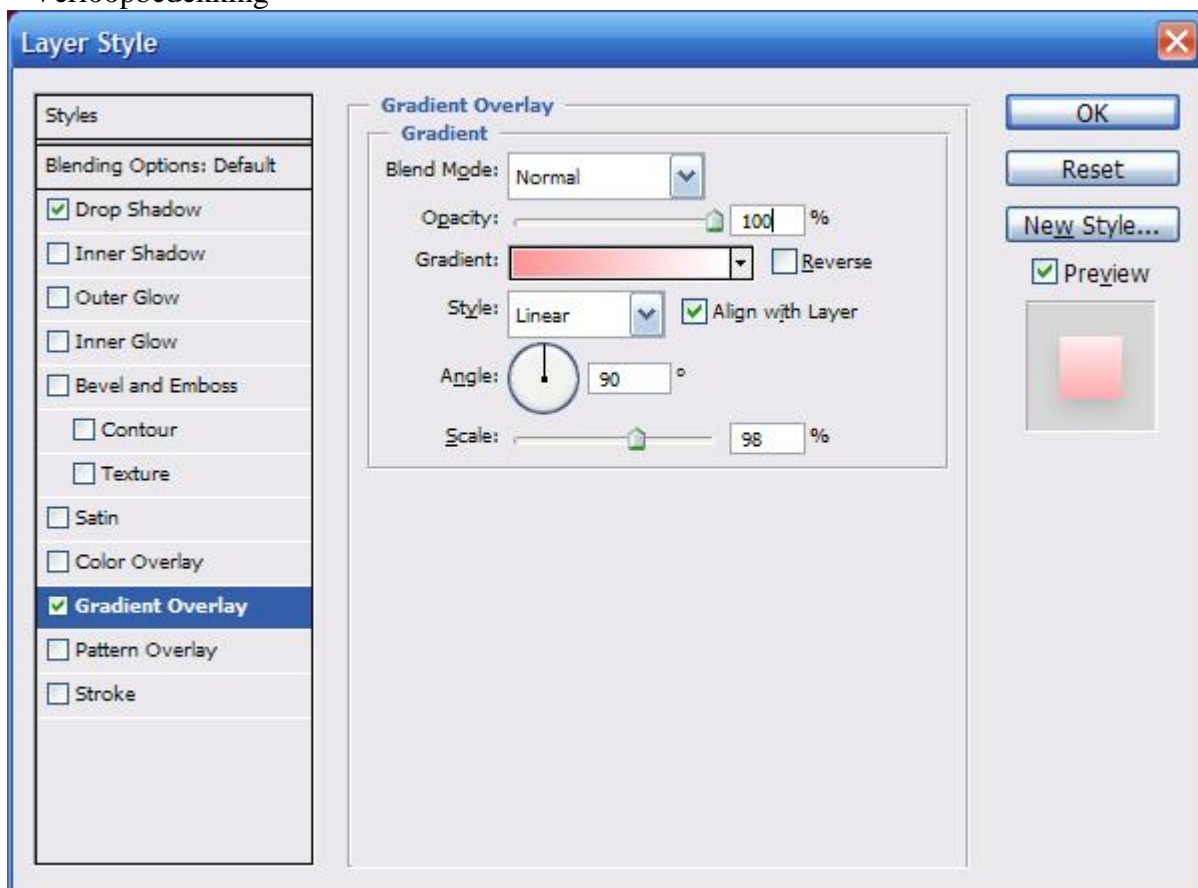 Verloopbedekking
Layer Style
Styles
Blending Options: Default
Drop Shadow
Inner Shadow
Outer Glow
Inner Glow
Bevel and Emboss
Contour
Texture
Satin
Color Overlay
Gradient Overlay
Pattern Overlay
Stroke
Gradient Overlay
Gradient
Blend Mode: Normal
Opacity: 100 %
Gradient: Reverse
Style: Linear Align with Layer
Angle: 90 °
Scale: 98 %
OK
Reset
New Style...
Preview